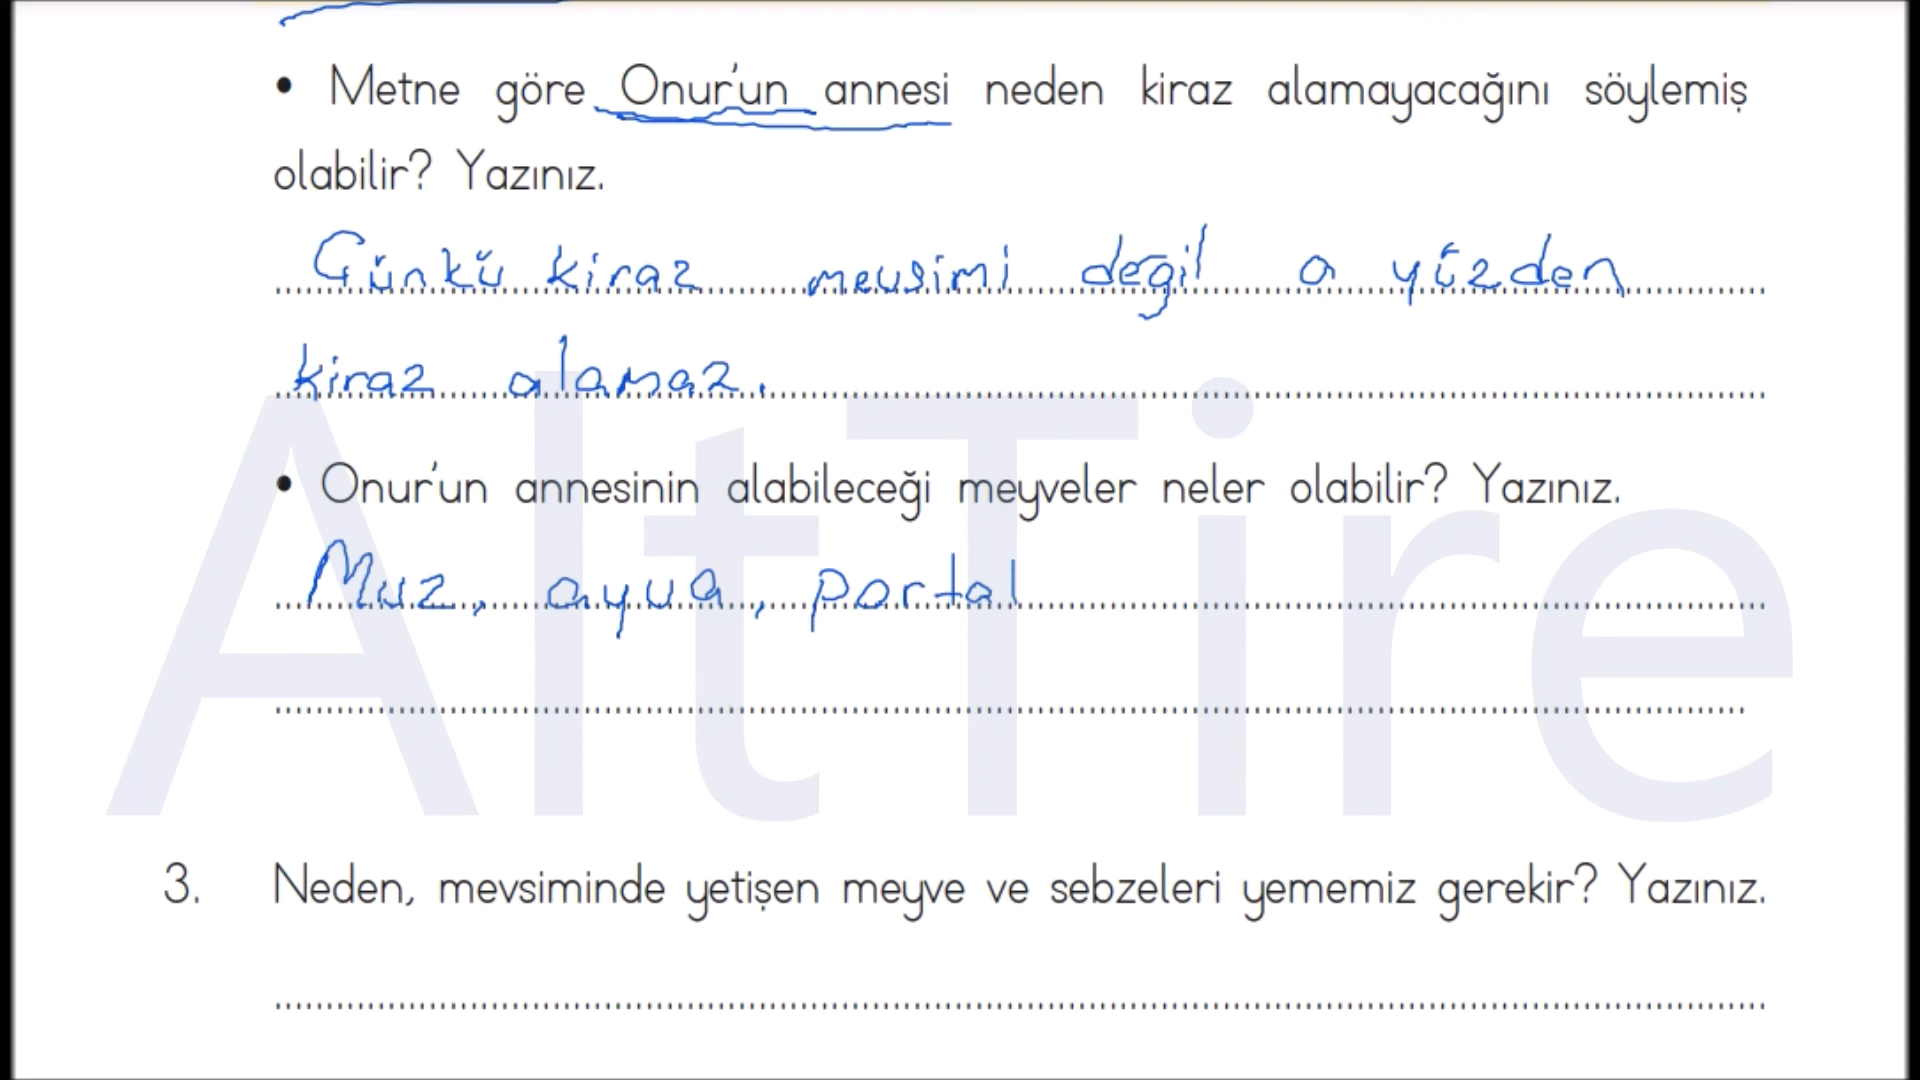 • Metne göre Onur'un annesi neden kiraz alamayacağını söylemiş
olabilir? Yazınız.
Günkü kiraz mevsimi değil o yüzden
kiraz alamaz.
• Onur'un annesinin alabileceği meyveler neler olabilir? Yazınız.
Muz, ayva, portal
AltTire
3. Neden, mevsiminde yetişen meyve ve sebzeleri yememiz gerekir? Yazınız.